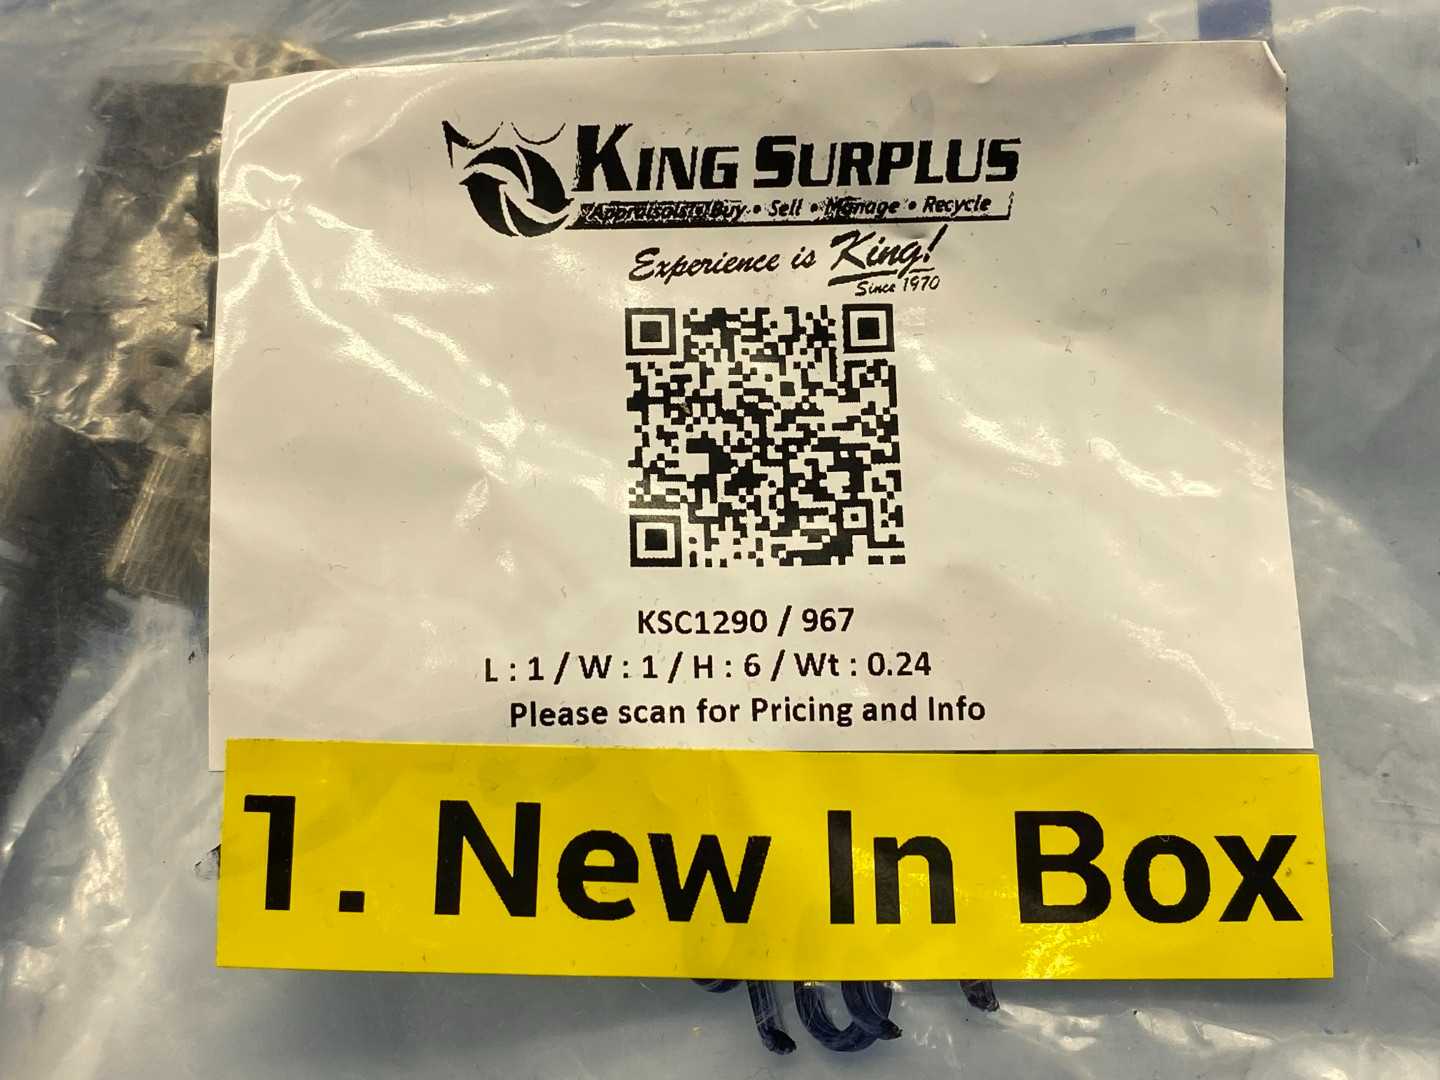 KING SURPLUS
Appraisals • Buy • Sell • Manage • Recycle
Experience is King!
Since 1970
KSC1290 / 967
L : 1 / W : 1 / H : 6 / Wt : 0.24
Please scan for Pricing and Info
1. New In Box